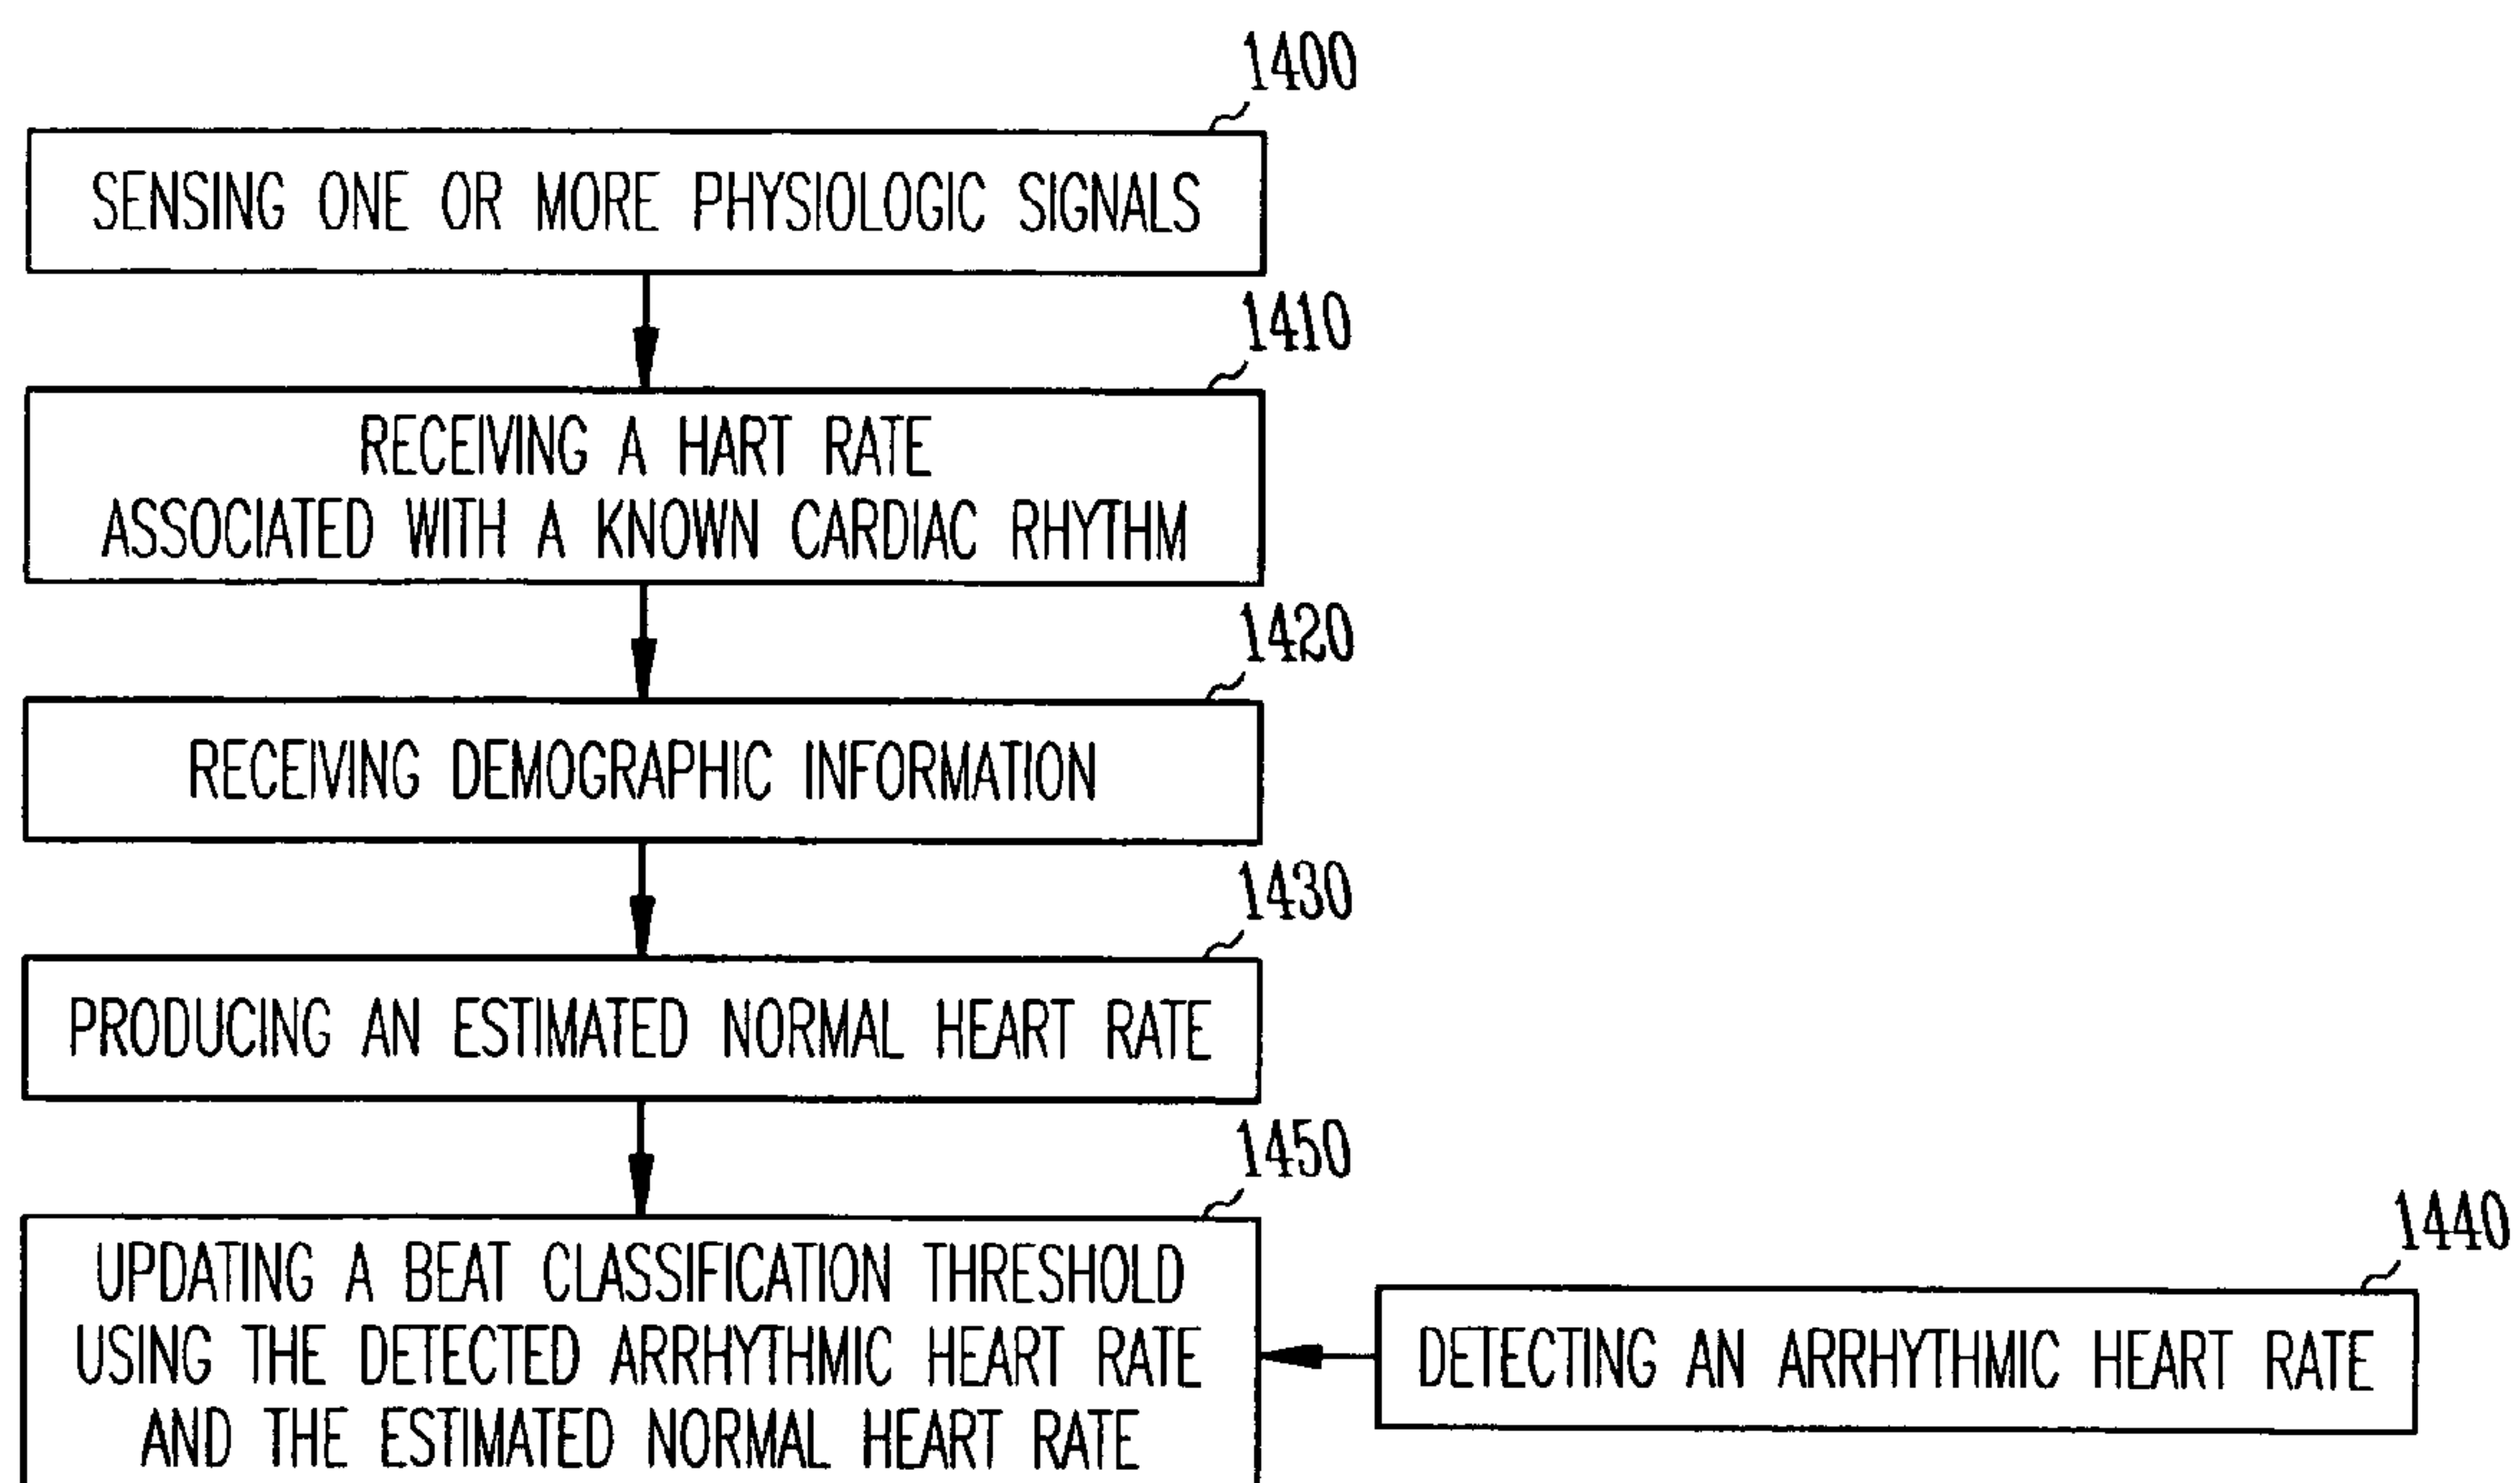 1400
SENSING ONE OR MORE PHYSIOLOGIC SIGNALS
1410
RECEIVING A HART RATE
ASSOCIATED WITH A KNOWN CARDIAC RHYTHM
1420
RECEIVING DEMOGRAPHIC INFORMATION
1430
PRODUCING AN ESTIMATED NORMAL HEART RATE
1450
UPDATING A BEAT CLASSIFICATION THRESHOLD
USING THE DETECTED ARRHYTHMIC HEART RATE
AND THE ESTIMATED NORMAL HEART RATE
1440
DETECTING AN ARRHYTHMIC HEART RATE